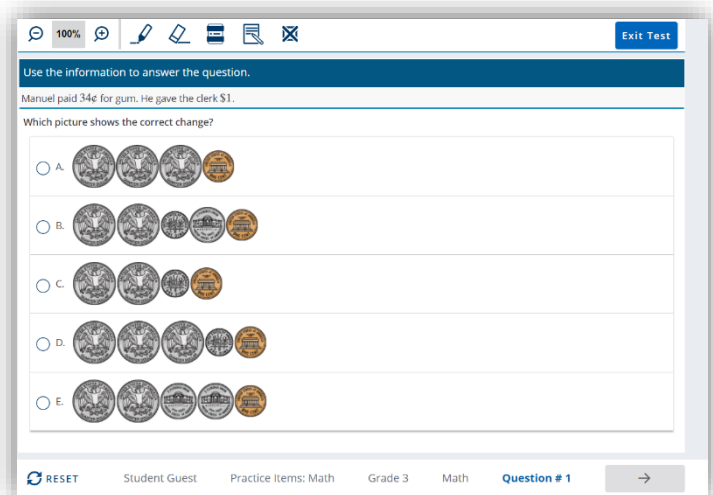 100%
Exit Test
Use the information to answer the question.
Manuel paid 34¢ for gum. He gave the clerk $1.
Which picture shows the correct change?
A.
B.
C.
D.
E.
RESET Student Guest Practice Items: Math Grade 3 Math Question # 1